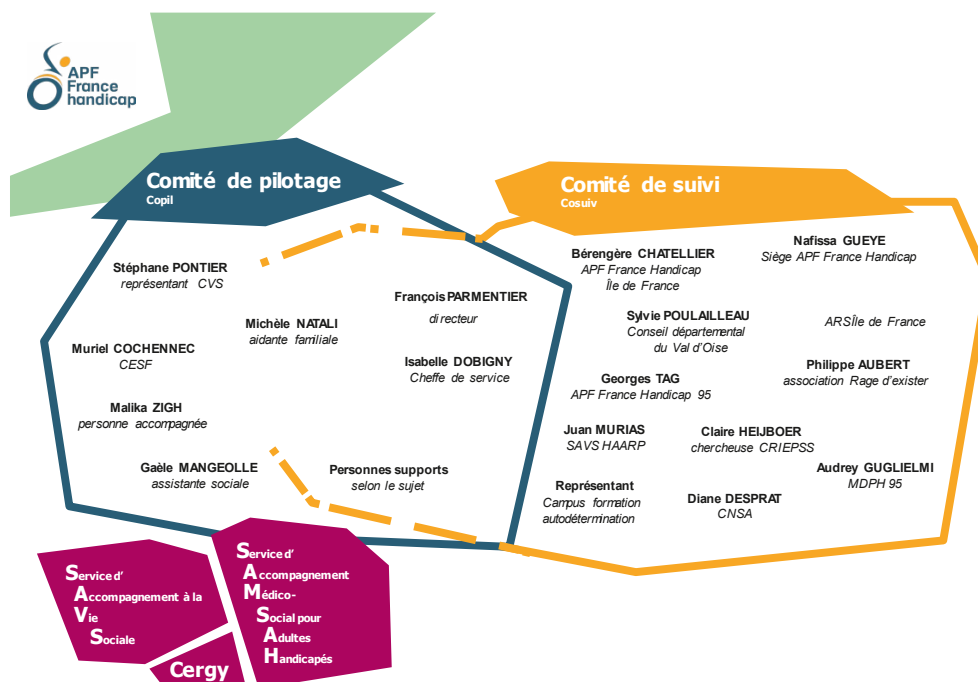 APF
France
handicap
Comité de pilotage
Copil
Stéphane PONTIER
représentant CVS
François PARMENTIER
directeur
Michèle NATALI
aidante familiale
Muriel COCHENNEC
CESF
Isabelle DOBIGNY
Cheffe de service
Malika ZIGH
personne accompagnée
Gaèle MANGEOLLE
assistante sociale
Personnes supports
selon le sujet
Comité de suivi
Cosuiv
Bérengère CHATELLIER
APF France Handicap
Île de France
Nafissa GUEYE
Siège APF France Handicap
Sylvie POULAILLEAU
Conseil départemental
du Val d'Oise
ARSÎle de France
Georges TAG
APF France Handicap 95
Philippe AUBERT
association Rage d'exister
Juan MURIAS
SAVS HAARP
Claire HEIJBOER
chercheuse CRIEPSS
Audrey GUGLIELMI
MDPH 95
Représentant
Campus formation
autodétermination
Diane DESPRAT
CNSA
Service d'
Accompagnement à la
Vie
Sociale
Service d'
Accompagnement
Médico-
Social pour
Adultes
Handicapés
Cergy